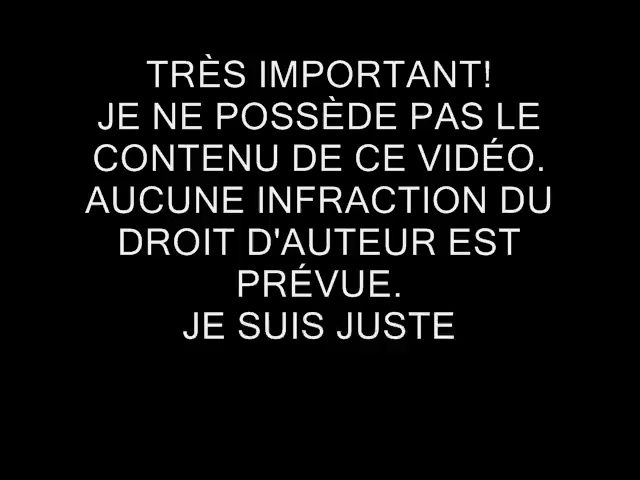 TRÈS IMPORTANT!
JE NE POSSÈDE PAS LE
CONTENU DE CE VIDÉO.
AUCUNE INFRACTION DU
DROIT D'AUTEUR EST
PRÉVUE.
JE SUIS JUSTE